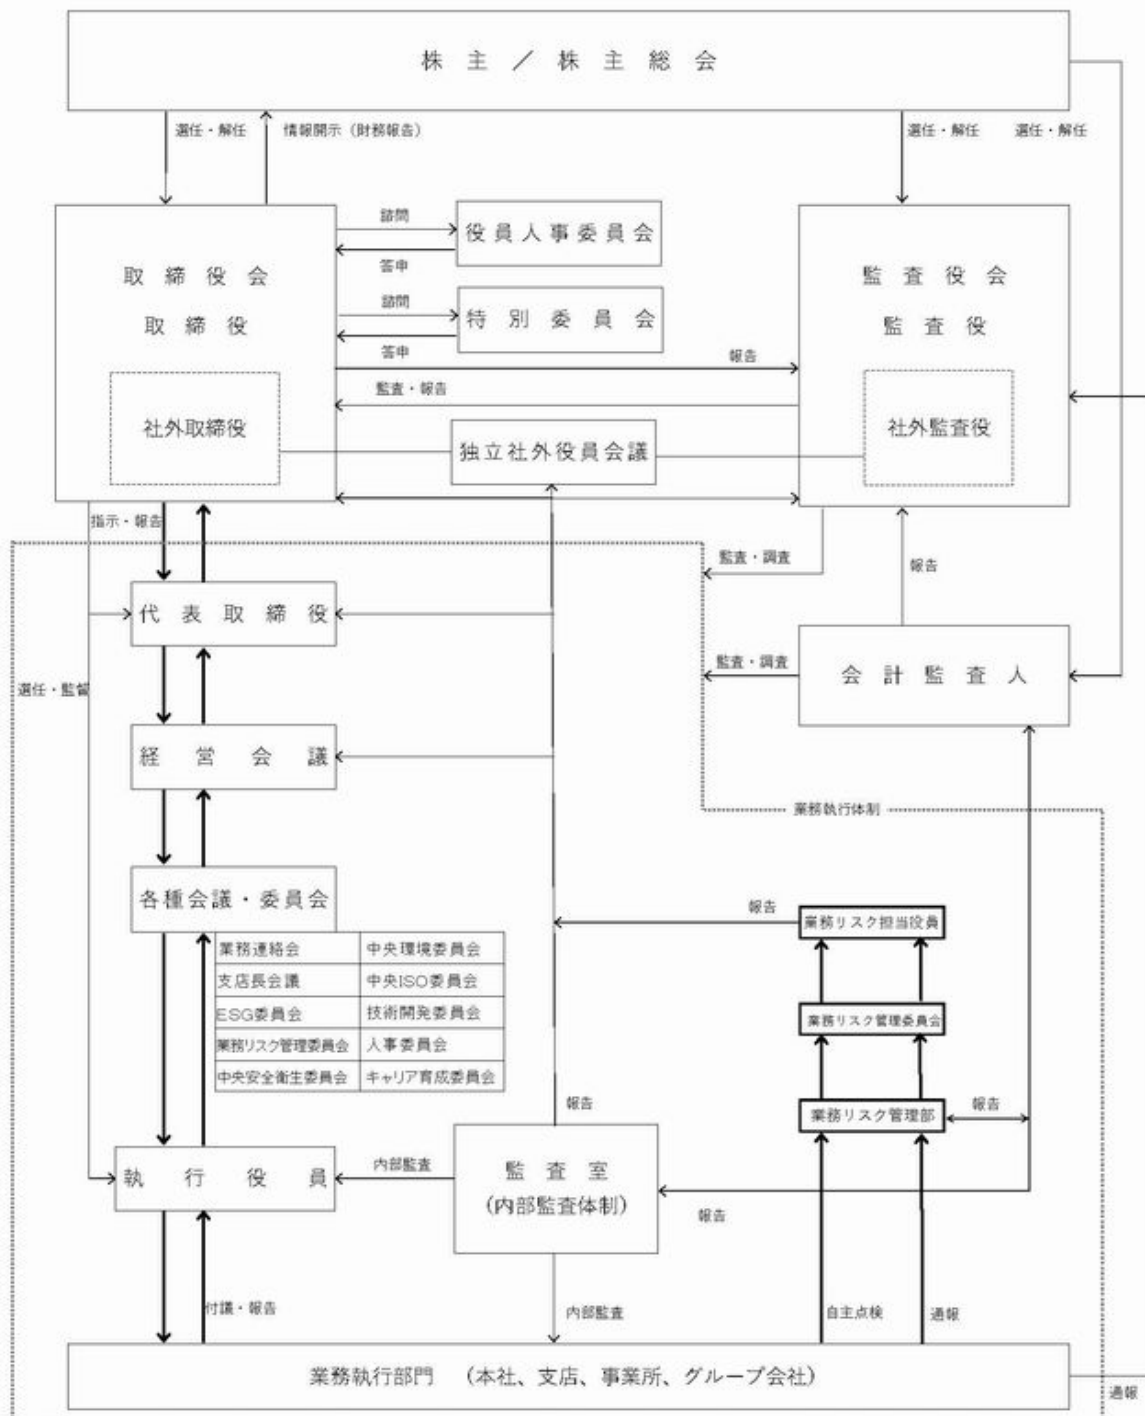 株主／株主総会
選任・解任
情報開示（財務報告）
選任・解任
選任・解任
諮問
役員人事委員会
答申
取締役会
取締役
社外取締役
諮問
特別委員会
答申
監査役会
監査役
社外監査役
報告
監査・報告
独立社外役員会議
指示・報告
監査・調査
報告
代表取締役
監査・調査
会計監査人
選任・監督
経営会議
業務執行体制
各種会議・委員会
報告
業務リスク担当役員
業務連絡会 中央環境委員会
支店長会議 中央ISO委員会
ESG委員会 技術開発委員会
業務リスク管理委員会 人事委員会
中央安全衛生委員会 キャリア育成委員会
業務リスク管理委員会
報告
業務リスク管理部
報告
執行役員
内部監査
監査室
（内部監査体制）
報告
付議・報告
内部監査
自主点検
通報
業務執行部門 （本社、支店、事業所、グループ会社）
通報